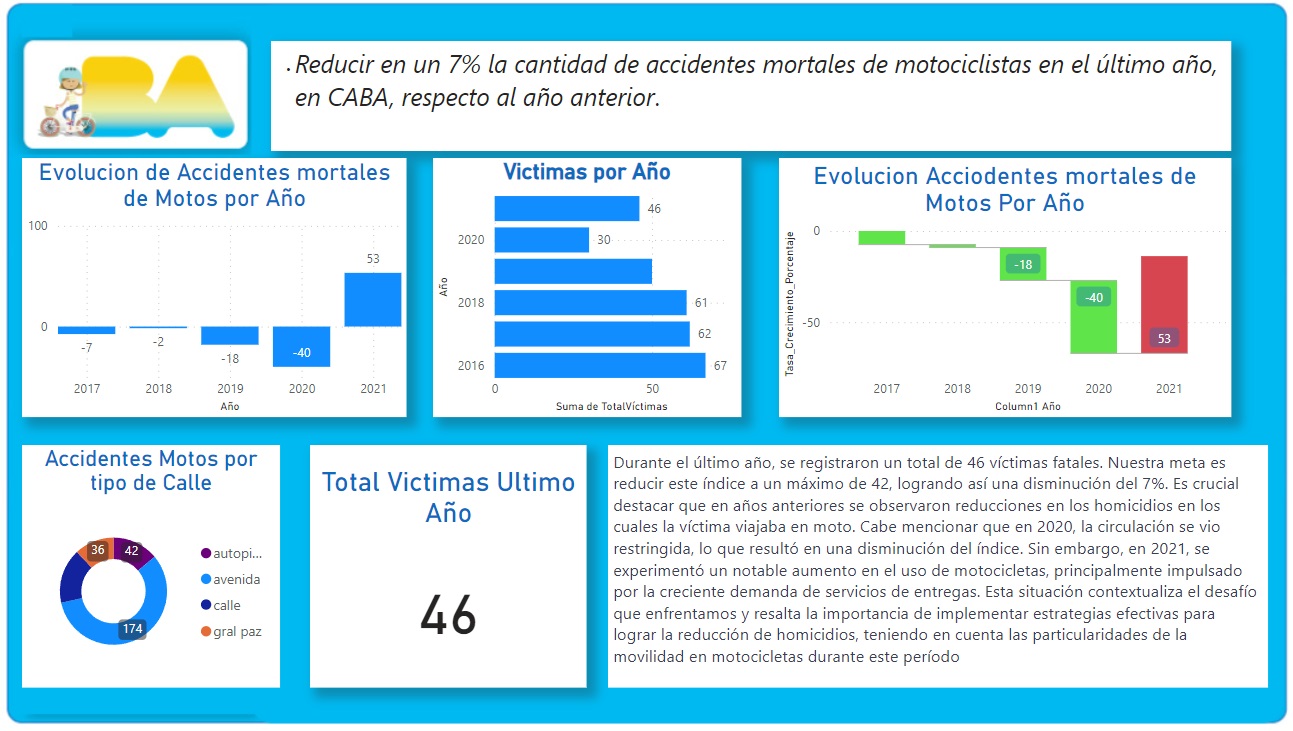 BA
. Reducir en un 7% la cantidad de accidentes mortales de motociclistas en el último año,
en CABA, respecto al año anterior.
Evolucion de Accidentes mortales
de Motos por Año
100
0
-7
-2
-18
-40
53
2017
2018
2019
2020
2021
Año
Victimas por Año
Año
46
2020
30
2018
61
62
2016
67
0
50
Suma de TotalVíctimas
Evolucion Acciodentes mortales de
Motos Por Año
Tasa_Crecimiento_Porcentaje
0
-50
-18
-40
53
2017
2018
2019
2020
2021
Column1 Año
Accidentes Motos por
tipo de Calle
36
42
174
autopi...
avenida
calle
gral paz
Total Victimas Ultimo
Año
46
Durante el último año, se registraron un total de 46 víctimas fatales. Nuestra meta es
reducir este índice a un máximo de 42, logrando así una disminución del 7%. Es crucial
destacar que en años anteriores se observaron reducciones en los homicidios en los
cuales la víctima viajaba en moto. Cabe mencionar que en 2020, la circulación se vio
restringida, lo que resultó en una disminución del índice. Sin embargo, en 2021, se
experimentó un notable aumento en el uso de motocicletas, principalmente impulsado
por la creciente demanda de servicios de entregas. Esta situación contextualiza el desafío
que enfrentamos y resalta la importancia de implementar estrategias efectivas para
lograr la reducción de homicidios, teniendo en cuenta las particularidades de la
movilidad en motocicletas durante este período